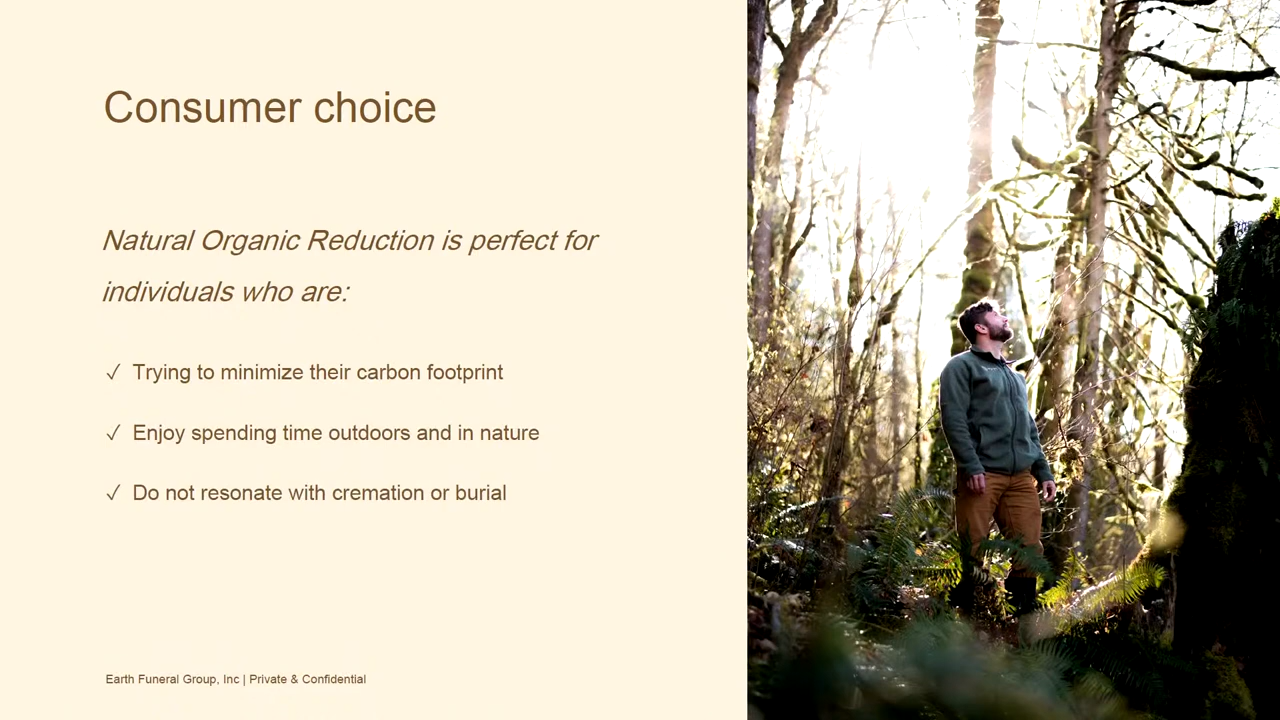 Consumer choice
Natural Organic Reduction is perfect for
individuals who are:
✓ Trying to minimize their carbon footprint
✓ Enjoy spending time outdoors and in nature
✓ Do not resonate with cremation or burial
Earth Funeral Group, Inc | Private & Confidential